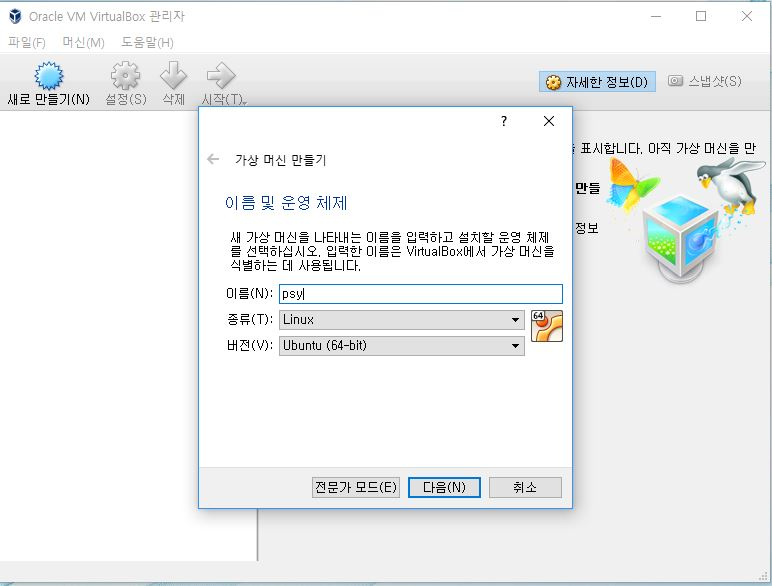 Oracle VM VirtualBox 관리자
파일(F) 머신(M) 도움말(H)
새로 만들기(N) 설정(S) 삭제 시작(T) 자세한 정보(D) 스냅샷(S)
?
표시합니다. 아직 가상 머신을 만
가상 머신 만들기
만들
이름 및 운영 체제
정보
새 가상 머신을 나타내는 이름을 입력하고 설치할 운영 체제
를 선택하십시오. 입력한 이름은 VirtualBox에서 가상 머신을
식별하는 데 사용됩니다.
이름(N): psy
종류(T): Linux
64
버전(V): Ubuntu (64-bit)
전문가 모드(E) 다음(N) 취소